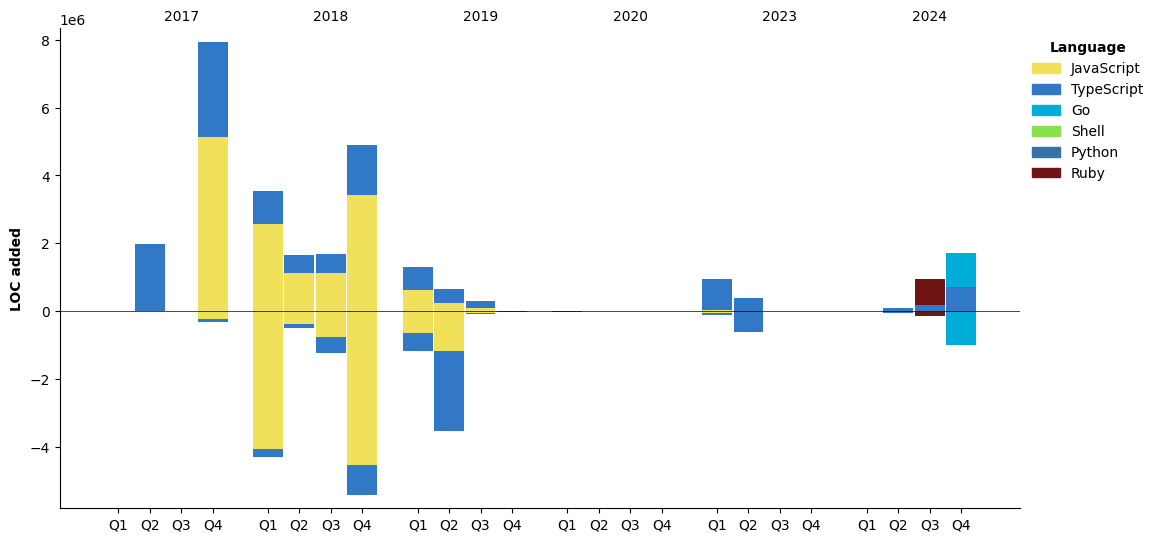 2017 2018 2019 2020 2023 2024
1e6
8
6
4
2
0
−2
−4
LOC added
Q1 Q2 Q3 Q4 Q1 Q2 Q3 Q4 Q1 Q2 Q3 Q4 Q1 Q2 Q3 Q4 Q1 Q2 Q3 Q4 Q1 Q2 Q3 Q4
Language
JavaScript
TypeScript
Go
Shell
Python
Ruby